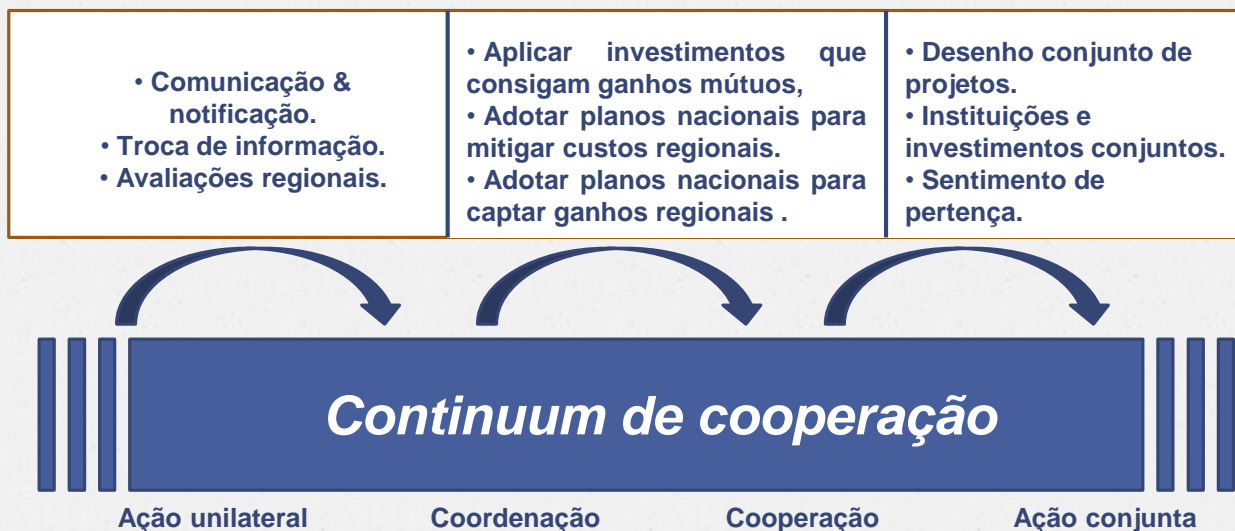 • Comunicação &
notificação.
• Troca de informação.
• Avaliações regionais.
• Aplicar investimentos que
consigam ganhos mútuos,
• Adotar planos nacionais para
mitigar custos regionais.
• Adotar planos nacionais para
captar ganhos regionais .
• Desenho conjunto de
projetos.
• Instituições e
investimentos conjuntos.
• Sentimento de
pertença.
Continuum de cooperação
Ação unilateral
Coordenação
Cooperação
Ação conjunta